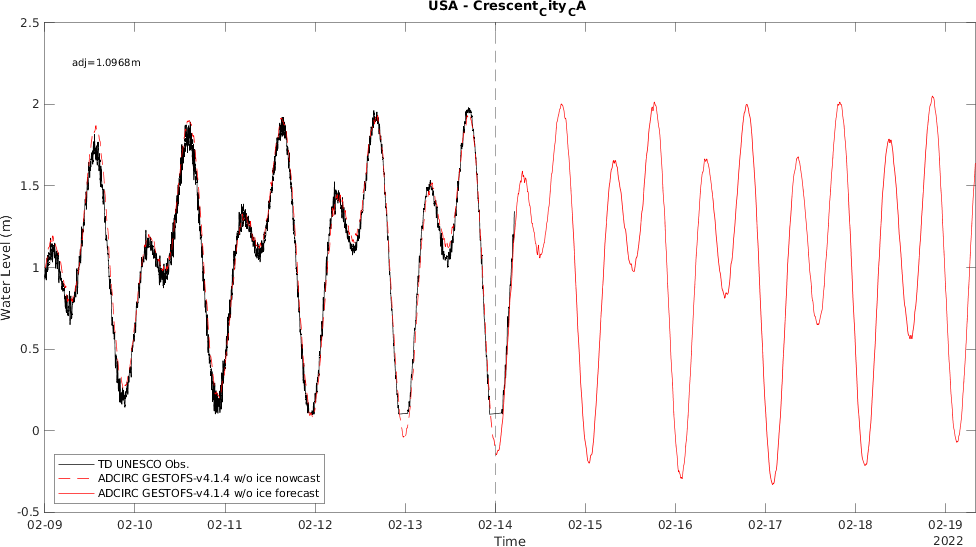 USA - CrescentCityCA
adj=1.0968m
2.5
2
1.5
1
0.5
0
-0.5
Water Level (m)
TD UNESCO Obs.
ADCIRC GESTOFS-v4.1.4 w/o ice nowcast
ADCIRC GESTOFS-v4.1.4 w/o ice forecast
02-09 02-10 02-11 02-12 02-13 02-14 02-15 02-16 02-17 02-18 02-19
Time
2022